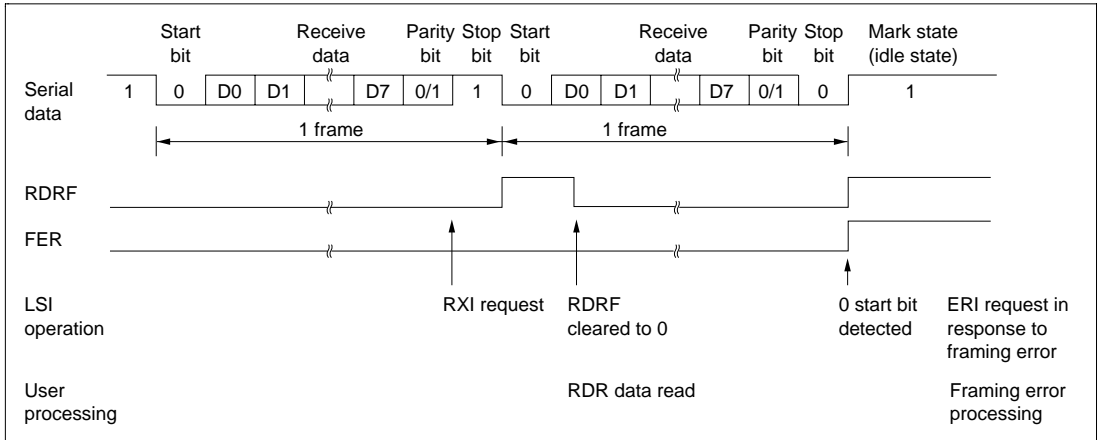 Start bit Receive data Parity bit Stop bit Start bit Receive data Parity bit Stop bit Mark state (idle state)
Serial data 1 0 D0 D1 D7 0/1 1 0 D0 D1 D7 0/1 0 1
1 frame 1 frame
RDRF
FER
LSI operation RXI request RDRF cleared to 0 0 start bit detected ERI request in response to framing error
User processing RDR data read Framing error processing